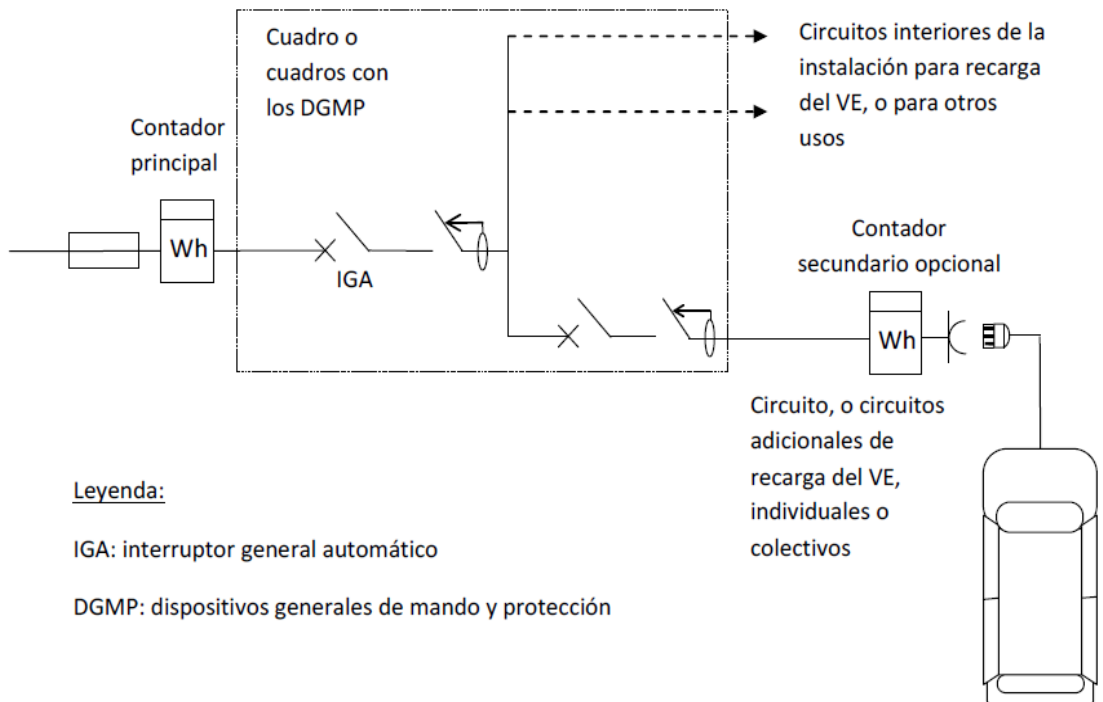 Cuadro o
cuadros con
los DGMP
Circuitos interiores de la
instalación para recarga
del VE, o para otros
usos
Contador
principal
Wh
IGA
Contador
secundario opcional
Wh
Circuito, o circuitos
adicionales de
recarga del VE,
individuales o
colectivos
Leyenda:
IGA: interruptor general automático
DGMP: dispositivos generales de mando y protección